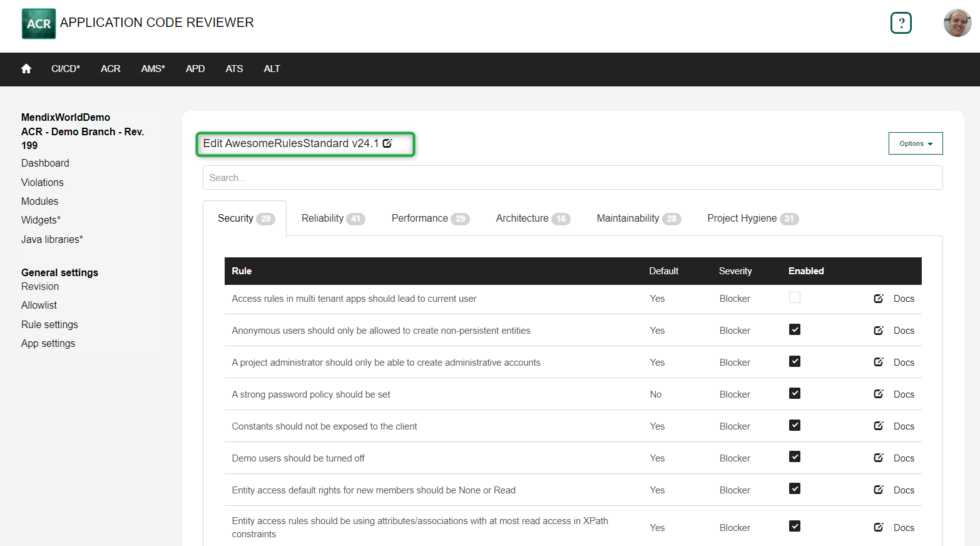 ACR APPLICATION CODE REVIEWER ?
CI/CD* ACR AMS* APD ATS ALT
MendixWorldDemo
ACR - Demo Branch - Rev.
199
Dashboard
Violations
Modules
Widgets*
Java libraries*
General settings
Revision
Allowlist
Rule settings
App settings
Edit AwesomeRulesStandard v24.1
Options
Search...
Security 28 Reliability 41 Performance 29 Architecture 16 Maintainability 28 Project Hygiene 31
Rule Default Severity Enabled
Access rules in multi tenant apps should lead to current user Yes Blocker Docs
Anonymous users should only be allowed to create non-persistent entities Yes Blocker Docs
A project administrator should only be able to create administrative accounts Yes Blocker Docs
A strong password policy should be set No Blocker Docs
Constants should not be exposed to the client Yes Blocker Docs
Demo users should be turned off Yes Blocker Docs
Entity access default rights for new members should be None or Read Yes Blocker Docs
Entity access rules should be using attributes/associations with at most read access in XPath
constraints Yes Blocker Docs